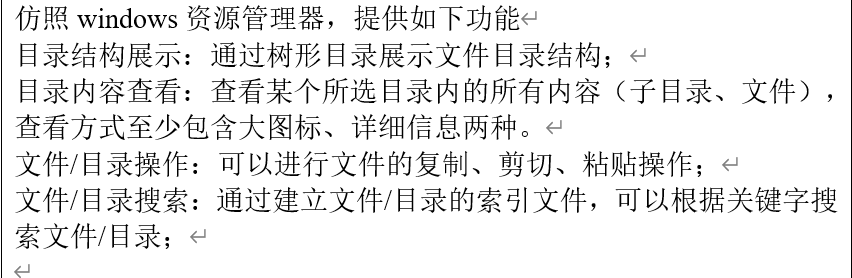 仿照 windows 资源管理器，提供如下功能
目录结构展示：通过树形目录展示文件目录结构；
目录内容查看：查看某个所选目录内的所有内容（子目录、文件），
查看方式至少包含大图标、详细信息两种。
文件/目录操作：可以进行文件的复制、剪切、粘贴操作；
文件/目录搜索：通过建立文件/目录的索引文件，可以根据关键字搜
索文件/目录；